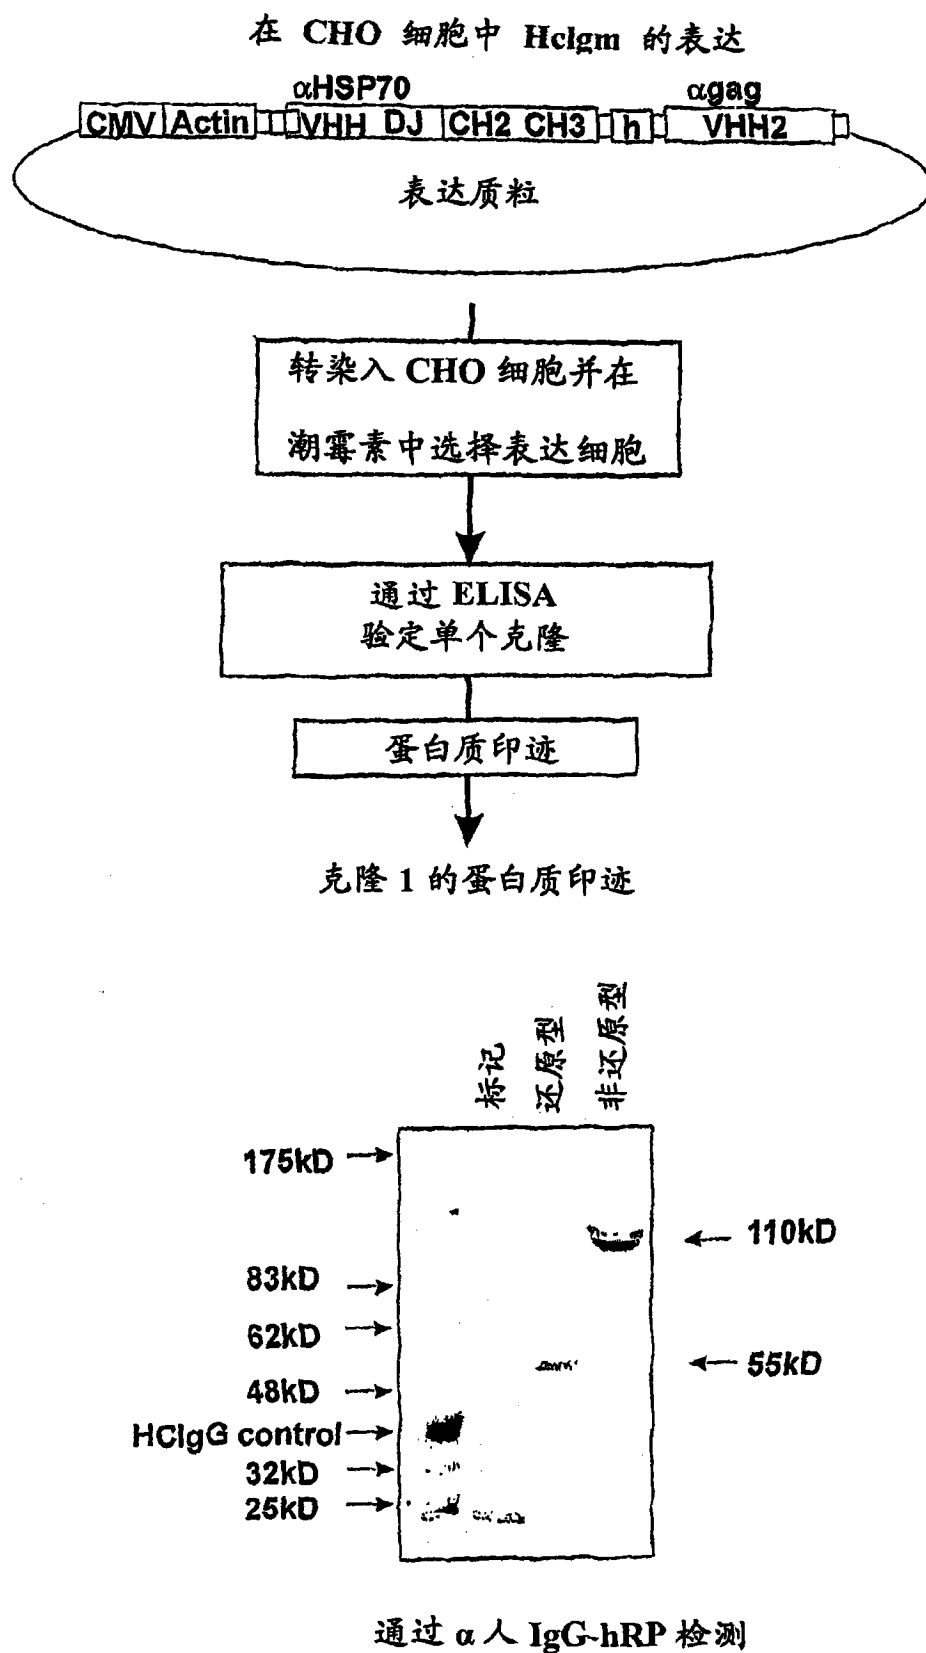 在 CHO 细胞中 HcIgm 的表达
αHSP70 αgag
CMV Actin VHH DJ CH2 CH3 h VHH2
表达质粒
转染入 CHO 细胞并在
潮霉素中选择表达细胞
通过 ELISA
验定单个克隆
蛋白质印迹
克隆 1 的蛋白质印迹
标记
还原型
非还原型
175kD
110kD
83kD
62kD
55kD
48kD
HCIgG control
32kD
25kD
通过 α 人 IgG-hRP 检测